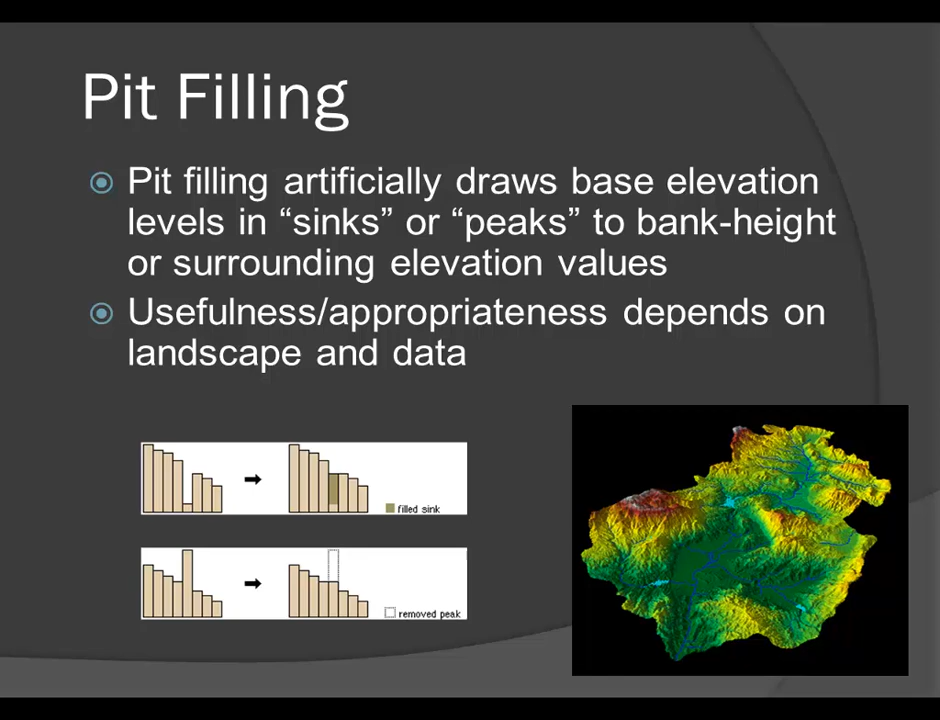 Pit Filling
Pit filling artificially draws base elevation
levels in “sinks” or “peaks” to bank-height
or surrounding elevation values
Usefulness/appropriateness depends on
landscape and data
filled sink
removed peak